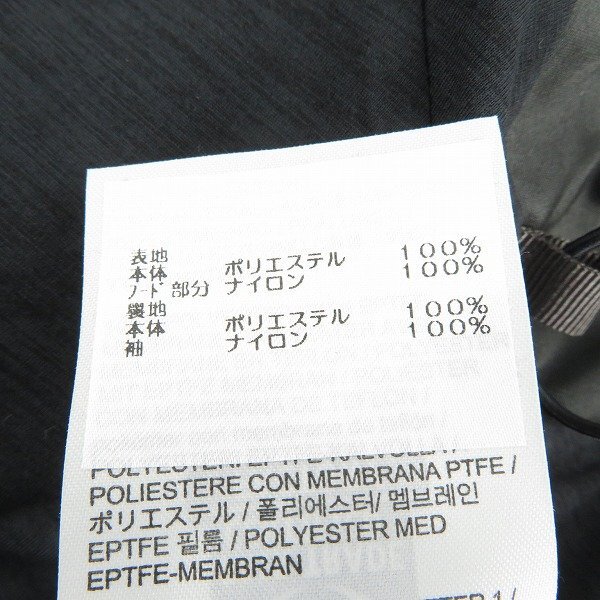 表地
本体 ポリエステル 100%
ﾉｰﾄﾞ部分 ナイロン 100%
裏地
本体 ポリエステル 100%
袖 ナイロン 100%
POLIESTERE CON MEMBRANA PTFE /
ポリエステル / 폴리에스터/ 멤브레인
EPTFE 필름 / POLYESTER MED
EPTFE-MEMBRAN